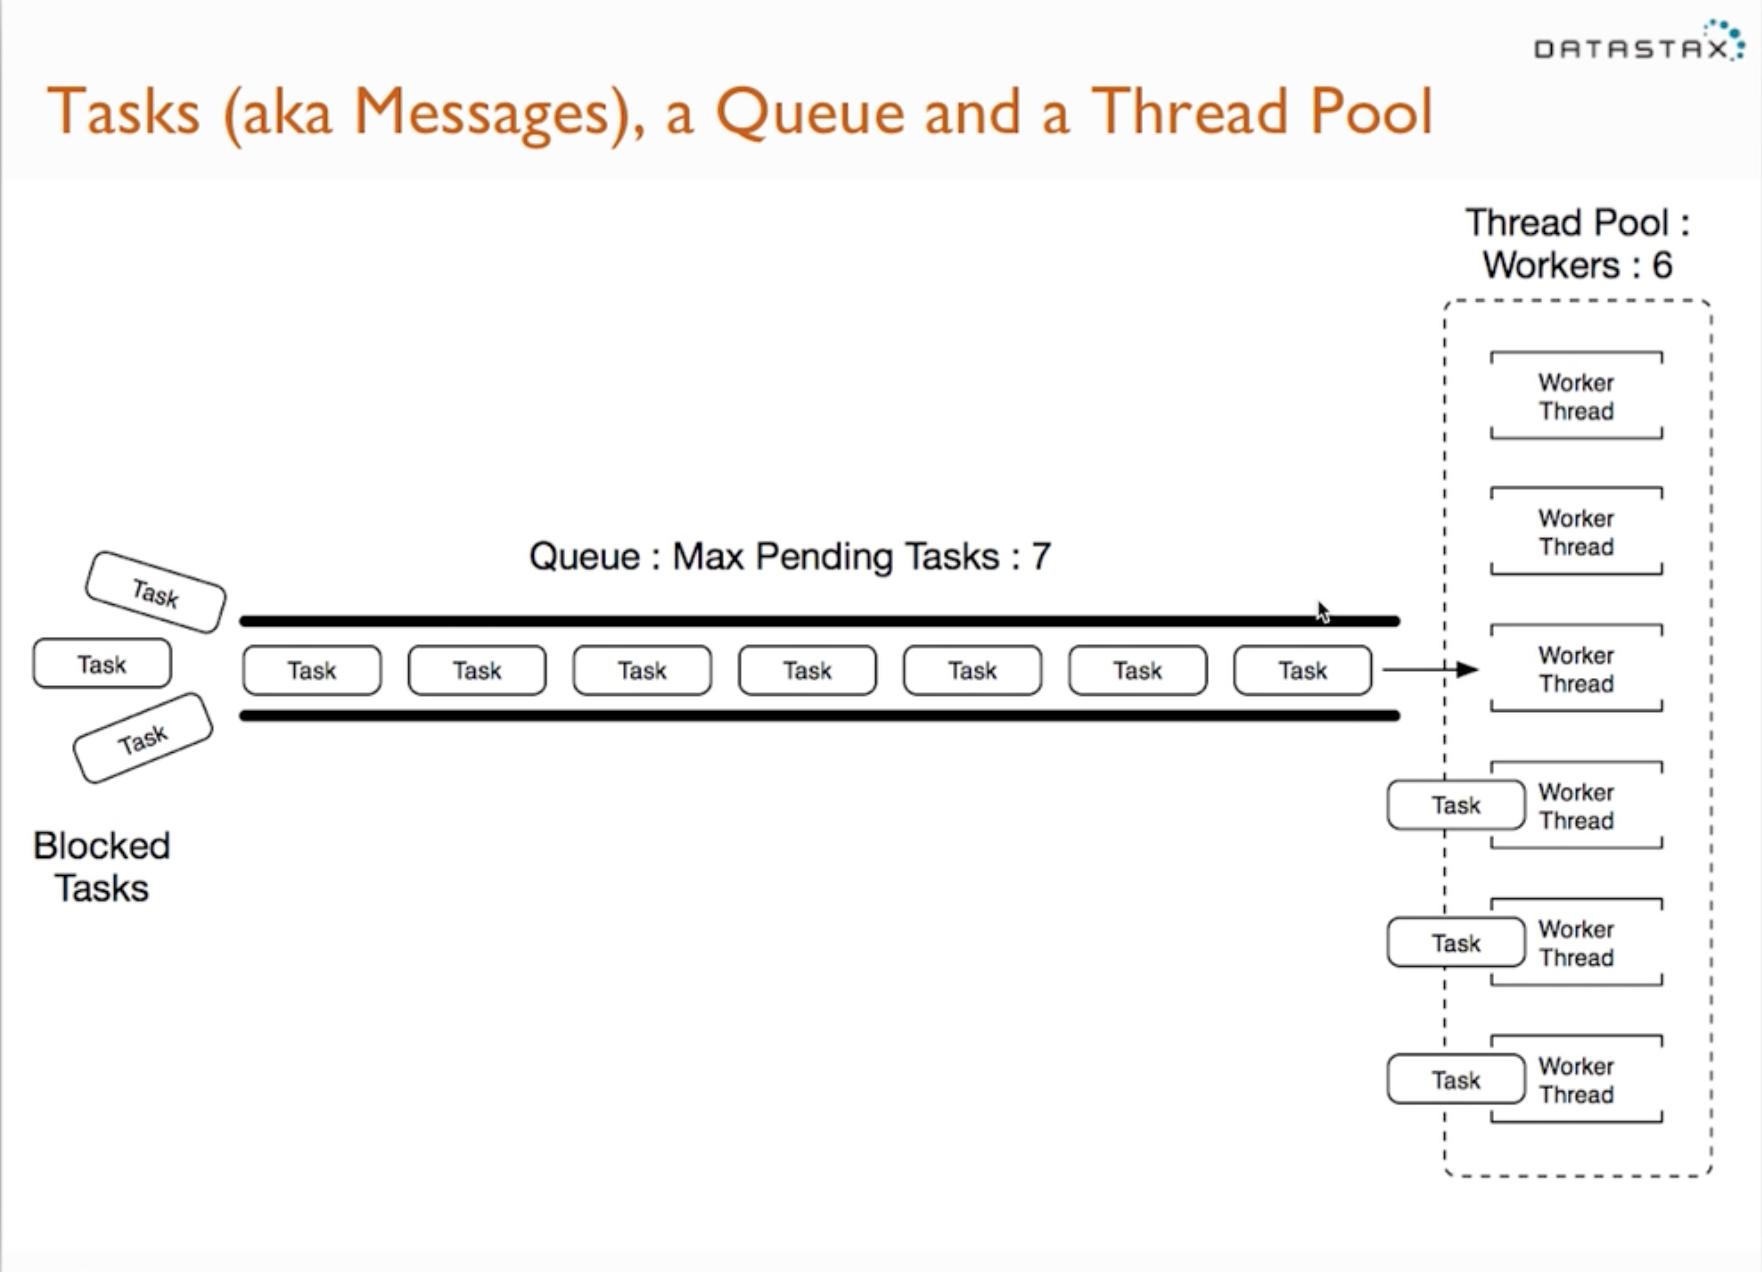 DATASTAX
Tasks (aka Messages), a Queue and a Thread Pool
Thread Pool :
Workers : 6
Worker
Thread
Worker
Thread
Queue : Max Pending Tasks : 7
Task
Task
Task
Task
Task
Task
Task
Task
Task
Task
Worker
Thread
Task
Worker
Thread
Blocked
Tasks
Task
Worker
Thread
Task
Worker
Thread